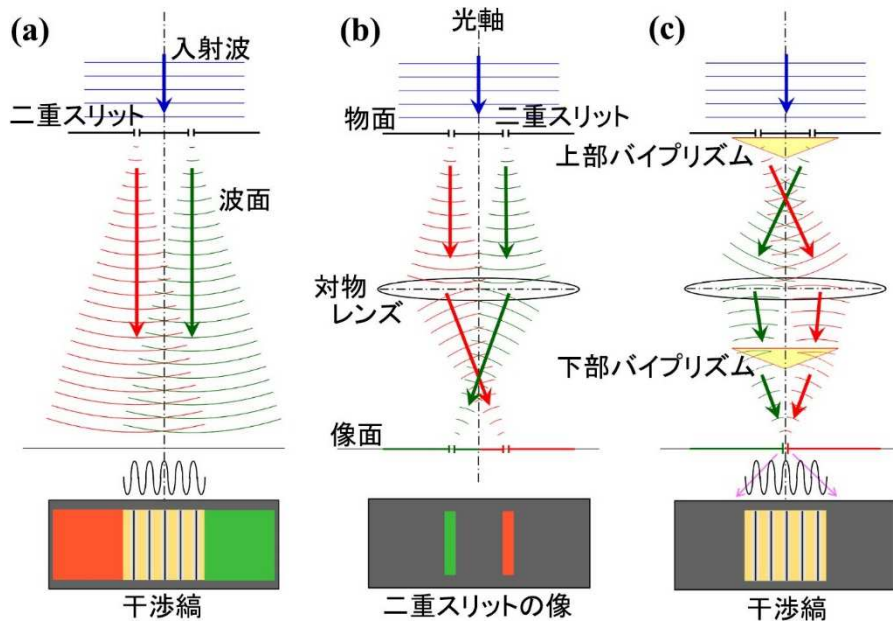 (a)
入射波
二重スリット
波面
干渉縞
(b)
光軸
物面
二重スリット
対物
レンズ
像面
二重スリットの像
(c)
上部バイプリズム
下部バイプリズム
干渉縞